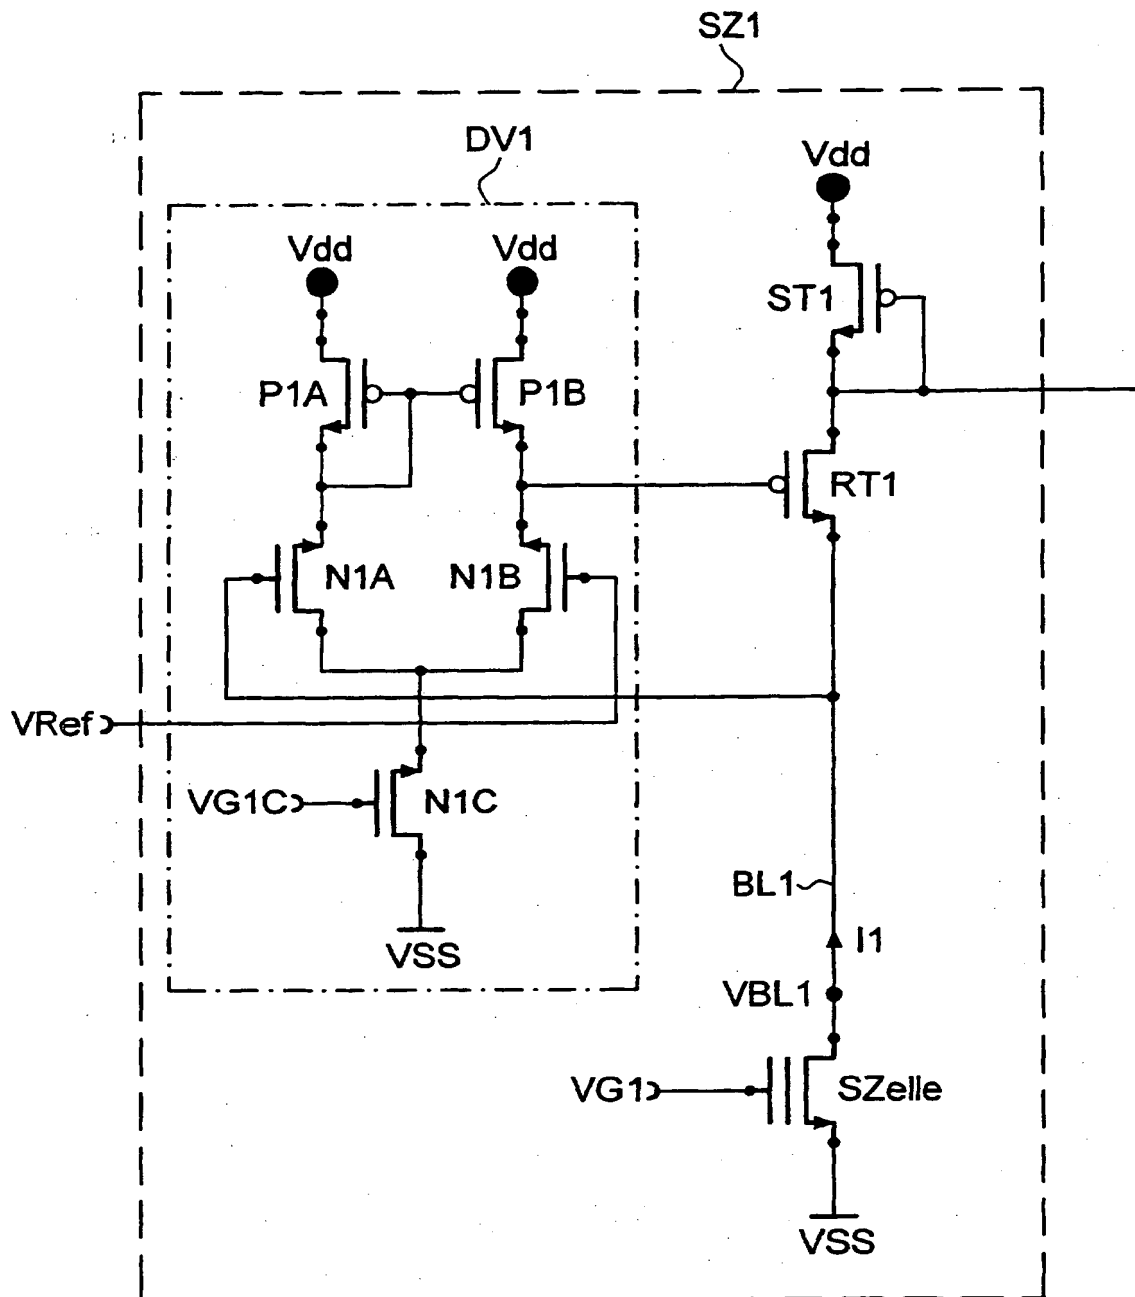 SZ1
DV1
Vdd
Vdd
Vdd
ST1
P1A
P1B
RT1
N1A
N1B
VRef
VG1C
N1C
BL1
I1
VSS
VBL1
VG1
SZelle
VSS